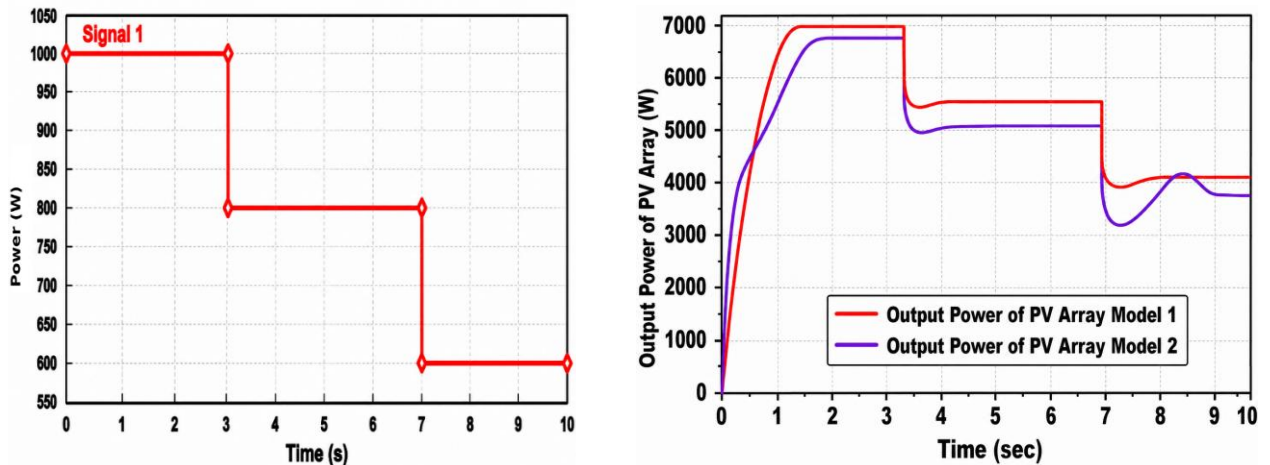 Signal 1
Power (W)
1050
1000
950
900
850
800
750
700
650
600
550
0 1 2 3 4 5 6 7 8 9 10
Time (s)
Output Power of PV Array (W)
7000
6000
5000
4000
3000
2000
1000
0
Output Power of PV Array Model 1
Output Power of PV Array Model 2
0 1 2 3 4 5 6 7 8 9 10
Time (sec)